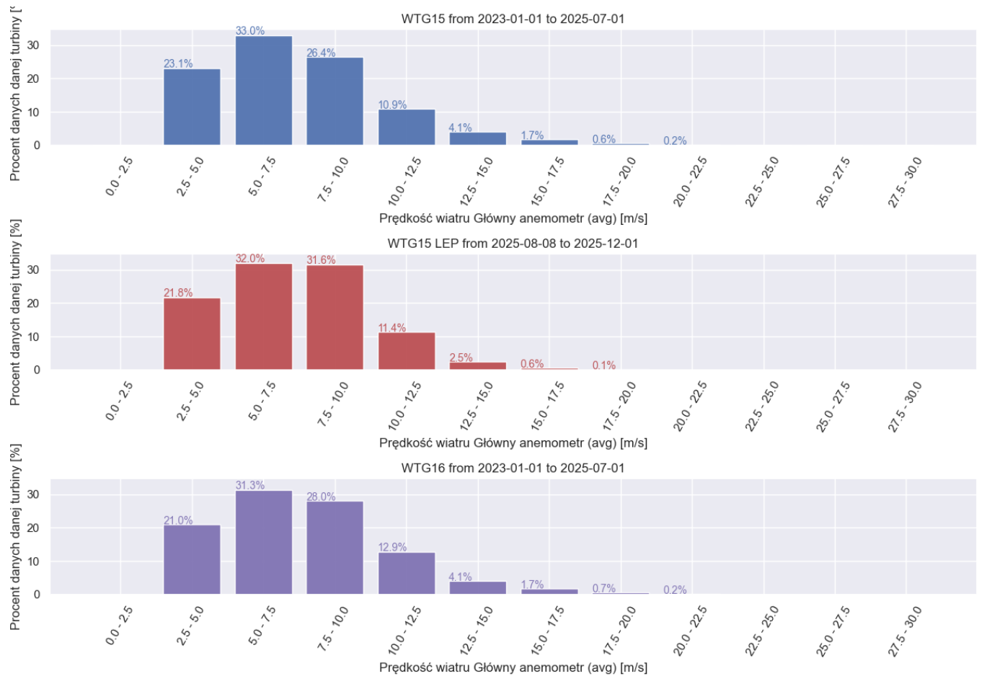 WTG15 from 2023-01-01 to 2025-07-01
Procent danych danej turbiny
30
20
10
0
33.0%
23.1%
26.4%
10.9%
4.1%
1.7%
0.6%
0.2%
0.0 - 2.5
2.5 - 5.0
5.0 - 7.5
7.5 - 10.0
10.0 - 12.5
12.5 - 15.0
15.0 - 17.5
17.5 - 20.0
20.0 - 22.5
22.5 - 25.0
25.0 - 27.5
27.5 - 30.0
Prędkość wiatru Główny anemometr (avg) [m/s]
WTG15 LEP from 2025-08-08 to 2025-12-01
Procent danych danej turbiny [%]
30
20
10
0
21.8%
32.0%
31.6%
11.4%
2.5%
0.6%
0.1%
0.0 - 2.5
2.5 - 5.0
5.0 - 7.5
7.5 - 10.0
10.0 - 12.5
12.5 - 15.0
15.0 - 17.5
17.5 - 20.0
20.0 - 22.5
22.5 - 25.0
25.0 - 27.5
27.5 - 30.0
Prędkość wiatru Główny anemometr (avg) [m/s]
WTG16 from 2023-01-01 to 2025-07-01
Procent danych danej turbiny [%]
30
20
10
0
21.0%
31.3%
28.0%
12.9%
4.1%
1.7%
0.7%
0.2%
0.0 - 2.5
2.5 - 5.0
5.0 - 7.5
7.5 - 10.0
10.0 - 12.5
12.5 - 15.0
15.0 - 17.5
17.5 - 20.0
20.0 - 22.5
22.5 - 25.0
25.0 - 27.5
27.5 - 30.0
Prędkość wiatru Główny anemometr (avg) [m/s]